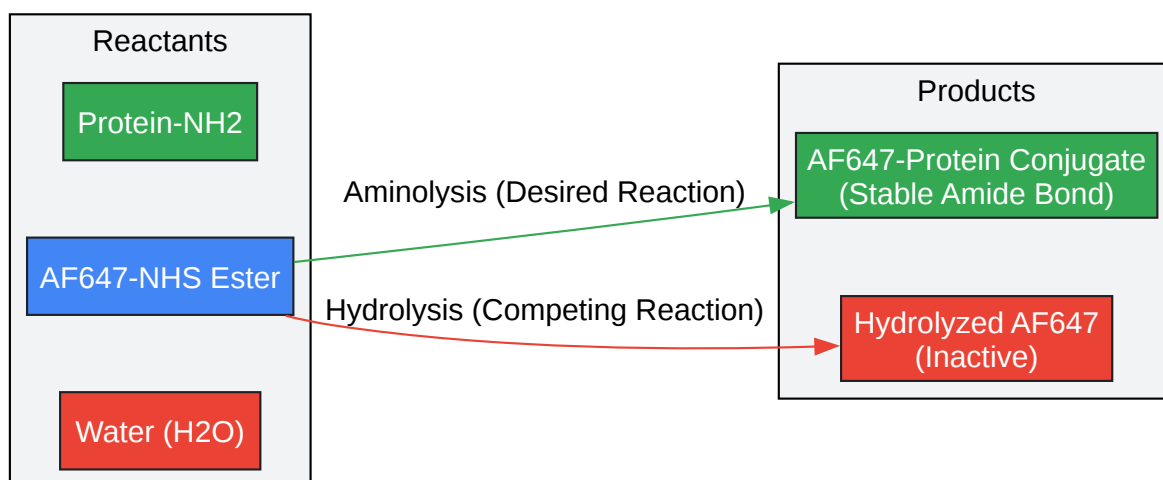 Reactants
Protein-NH2
AF647-NHS Ester
Water (H2O)
Aminolysis (Desired Reaction)
Hydrolysis (Competing Reaction)
Products
AF647-Protein Conjugate
(Stable Amide Bond)
Hydrolyzed AF647
(Inactive)